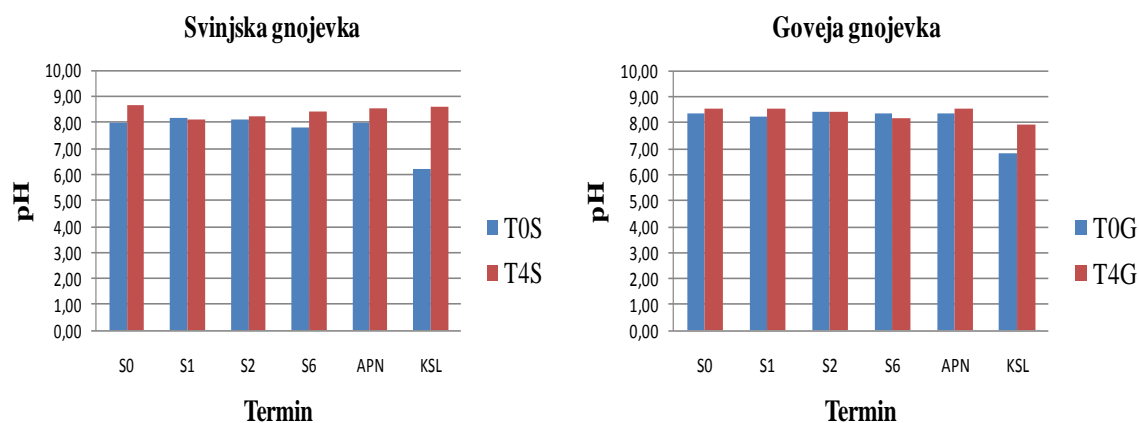 Svinjska gnojevka
10,00
9,00
8,00
7,00
6,00
5,00
4,00
3,00
2,00
1,00
0,00
pH
S0 S1 S2 S6 APN KSL
Termin
T0S
T4S
Goveja gnojevka
10,00
9,00
8,00
7,00
6,00
5,00
4,00
3,00
2,00
1,00
0,00
pH
S0 S1 S2 S6 APN KSL
Termin
T0G
T4G